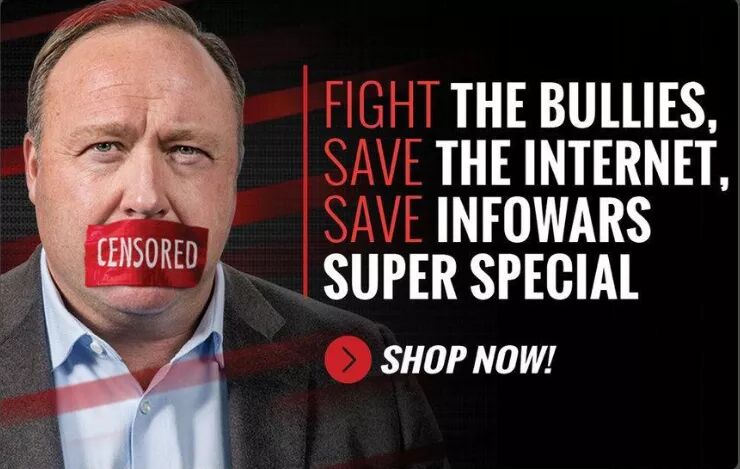 CENSORED
FIGHT THE BULLIES,
SAVE THE INTERNET,
SAVE INFOWARS
SUPER SPECIAL
SHOP NOW!